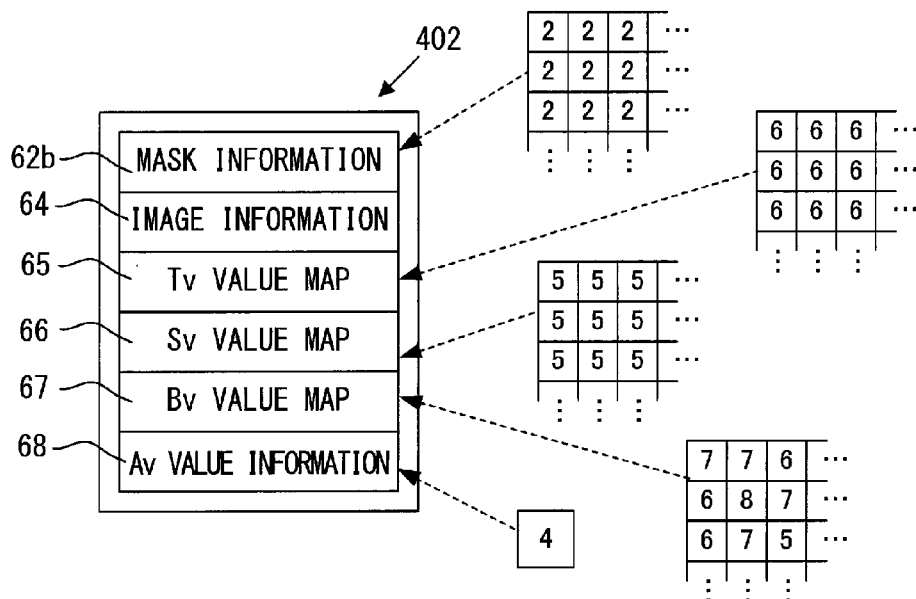 402
2 2 2 ⋯
2 2 2 ⋯
2 2 2 ⋯
⋮ ⋮ ⋮
6 6 6 ⋯
6 6 6 ⋯
6 6 6 ⋯
⋮ ⋮ ⋮
62b MASK INFORMATION
64 IMAGE INFORMATION
65 Tv VALUE MAP
66 Sv VALUE MAP
67 Bv VALUE MAP
68 Av VALUE INFORMATION
5 5 5 ⋯
5 5 5 ⋯
5 5 5 ⋯
⋮ ⋮ ⋮
7 7 6 ⋯
6 8 7 ⋯
6 7 5 ⋯
⋮ ⋮ ⋮
4